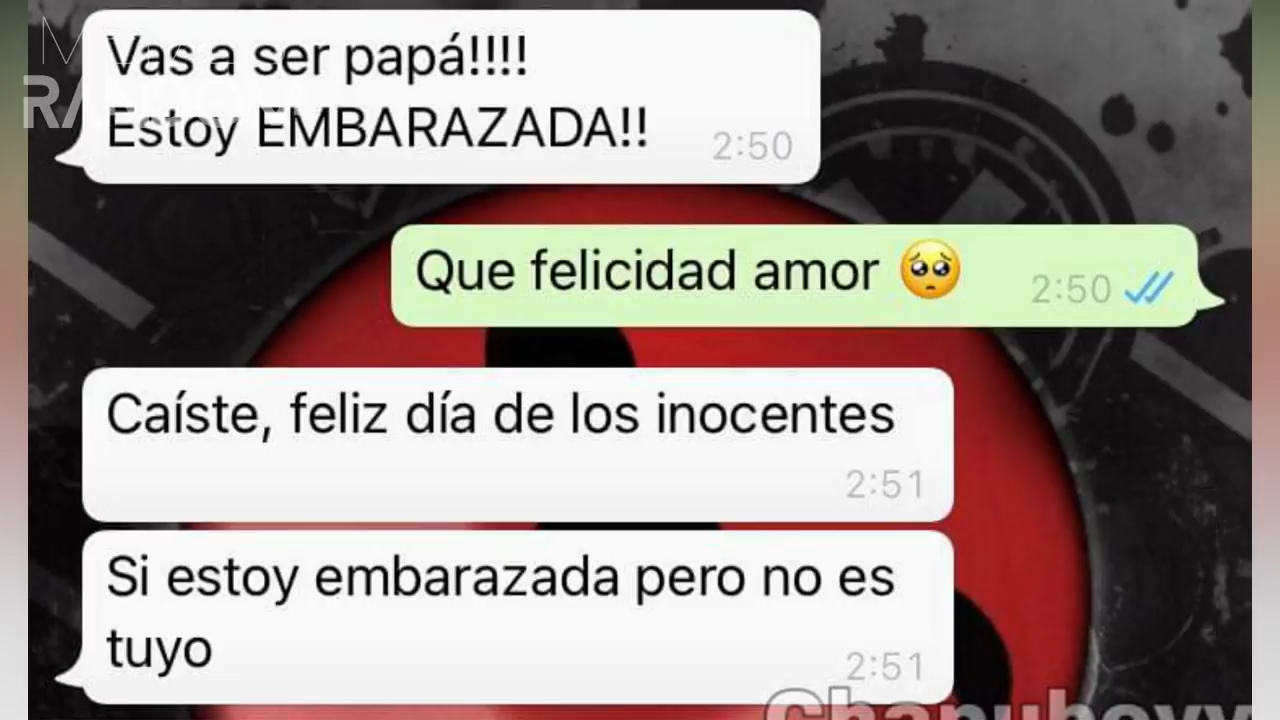 Vas a ser papá!!!!
Estoy EMBARAZADA!!
2:50
Que felicidad amor 🥺
2:50
Caíste, feliz día de los inocentes
2:51
Si estoy embarazada pero no es
tuyo
2:51